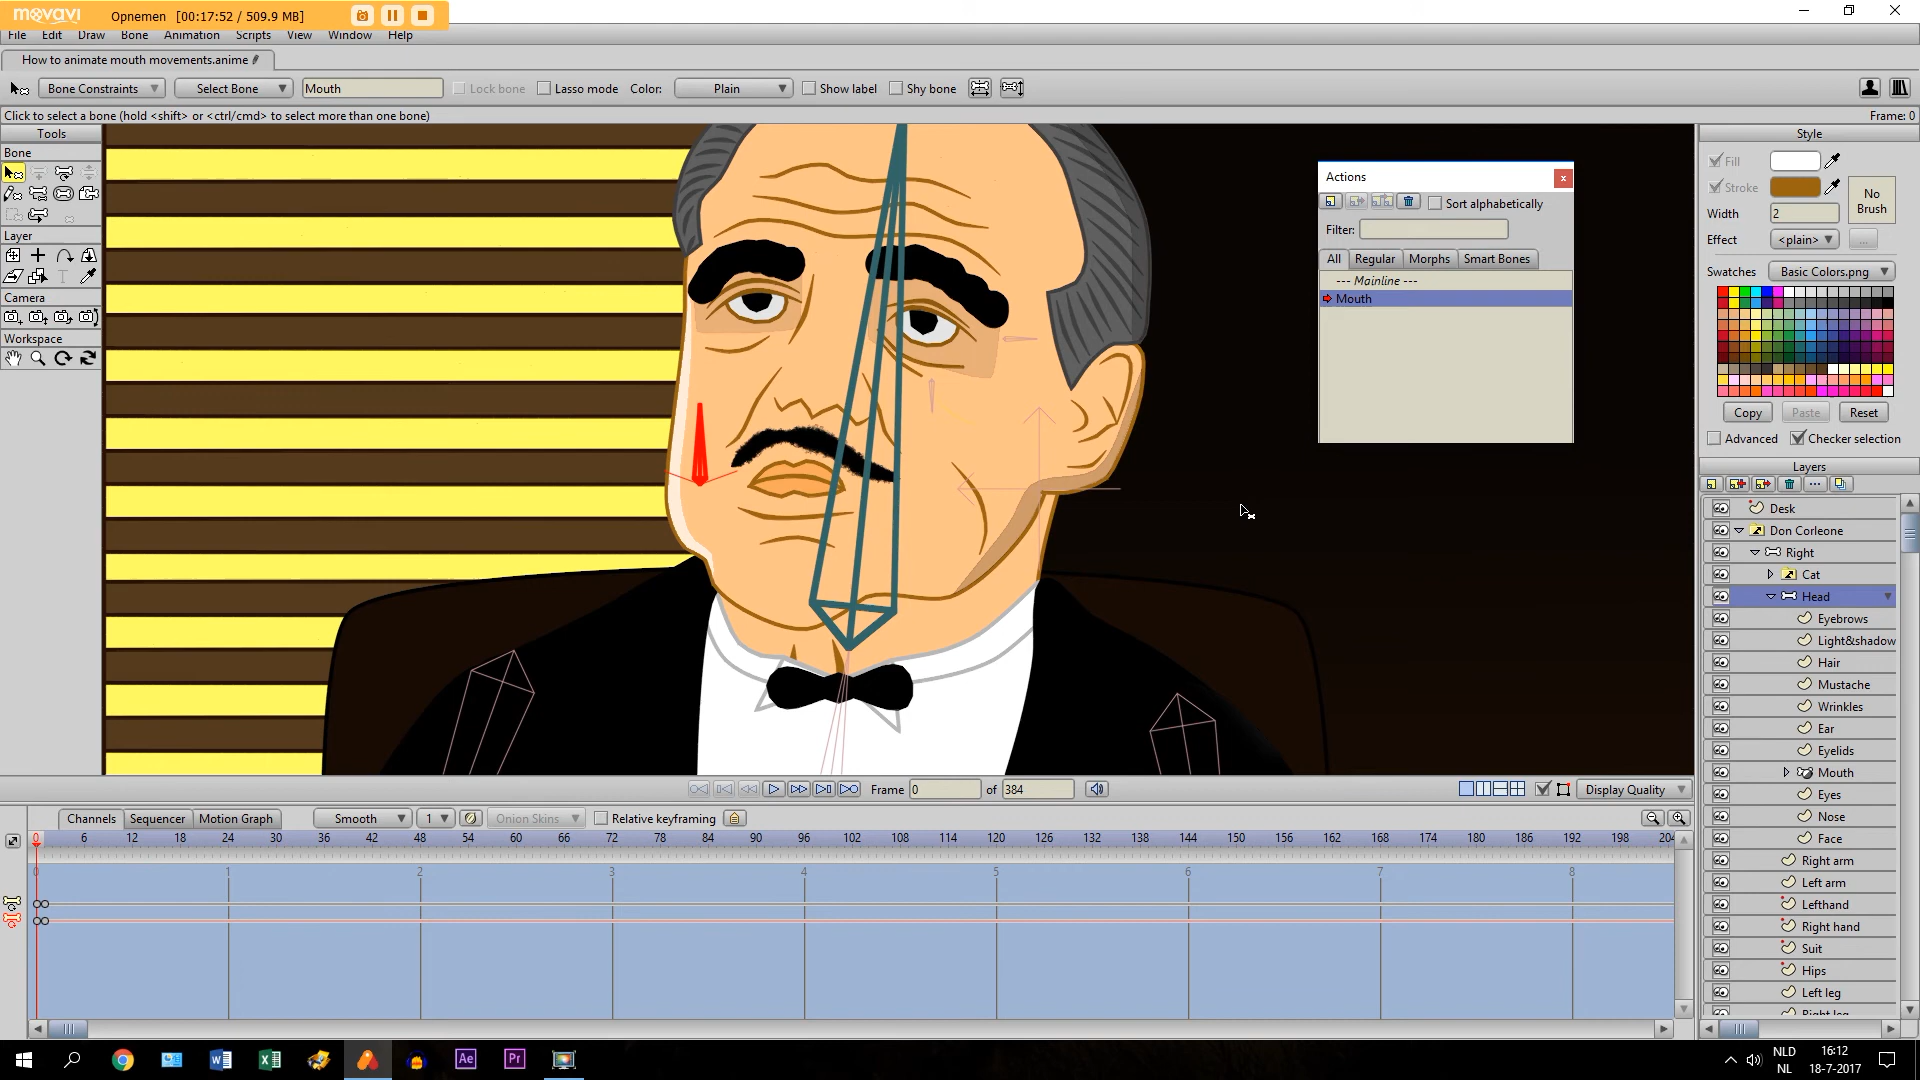 movavi Opnemen [00:17:52 / 509.9 MB]
File Edit Draw Bone Animation Scripts View Window Help
How to animate mouth movements.anime
Bone Constraints Select Bone Mouth Lock bone Lasso mode Color: Plain Show label Shy bone
Click to select a bone (hold <shift> or <ctrl/cmd> to select more than one bone) Frame: 0
Tools
Bone
Layer
Camera
Workspace
Actions
x
Sort alphabetically
Filter:
All Regular Morphs Smart Bones
--- Mainline ---
Mouth
Style
Fill
Stroke
No Brush
Width 2
Effect <plain> ...
Swatches Basic Colors.png
Copy Paste Reset
Advanced Checker selection
Layers
Desk
Don Corleone
Right
Cat
Head
Eyebrows
Light&shadow
Hair
Mustache
Wrinkles
Ear
Eyelids
Mouth
Eyes
Nose
Face
Right arm
Left arm
Lefthand
Right hand
Suit
Hips
Left leg
Right leg
Frame 0 of 384 Display Quality
Channels Sequencer Motion Graph Smooth 1 Onion Skins Relative keyframing
0 6 12 18 24 30 36 42 48 54 60 66 72 78 84 90 96 102 108 114 120 126 132 138 144 150 156 162 168 174 180 186 192 198 204
0 1 2 3 4 5 6 7 8
Ae Pr
NLD 16:12
NL 18-7-2017